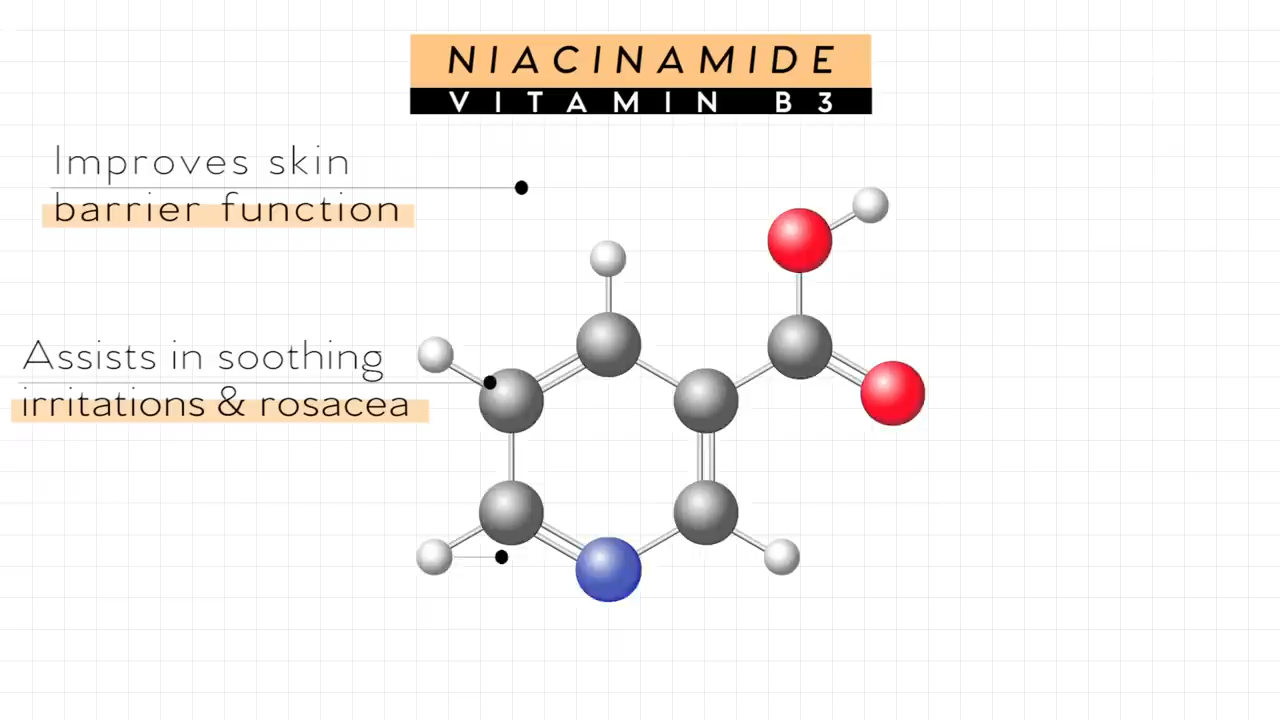 NIACINAMIDE
VITAMIN B3
Improves skin
barrier function
Assists in soothing
irritations & rosacea